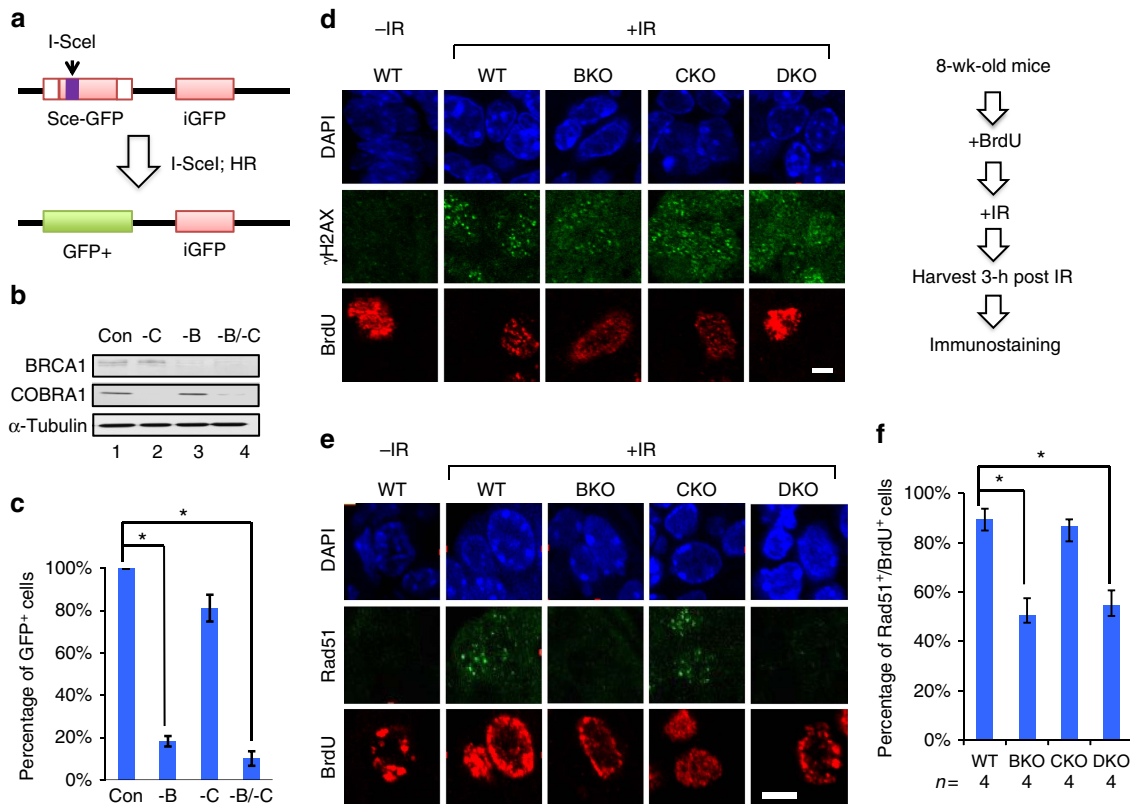 a
I-SceI
Sce-GFP iGFP
I-SceI; HR
GFP+ iGFP
b
Con -C -B -B/-C
BRCA1
COBRA1
α-Tubulin
1 2 3 4
c
* *
Percentage of GFP+ cells
100%
80%
60%
40%
20%
0%
Con -B -C -B/-C
d
–IR +IR
WT WT BKO CKO DKO
DAPI
γH2AX
BrdU
8-wk-old mice
+BrdU
+IR
Harvest 3-h post IR
Immunostaining
e
–IR +IR
WT WT BKO CKO DKO
DAPI
Rad51
BrdU
f
* *
Percentage of Rad51+/BrdU+ cells
100%
80%
60%
40%
20%
0%
WT BKO CKO DKO
n= 4 4 4 4